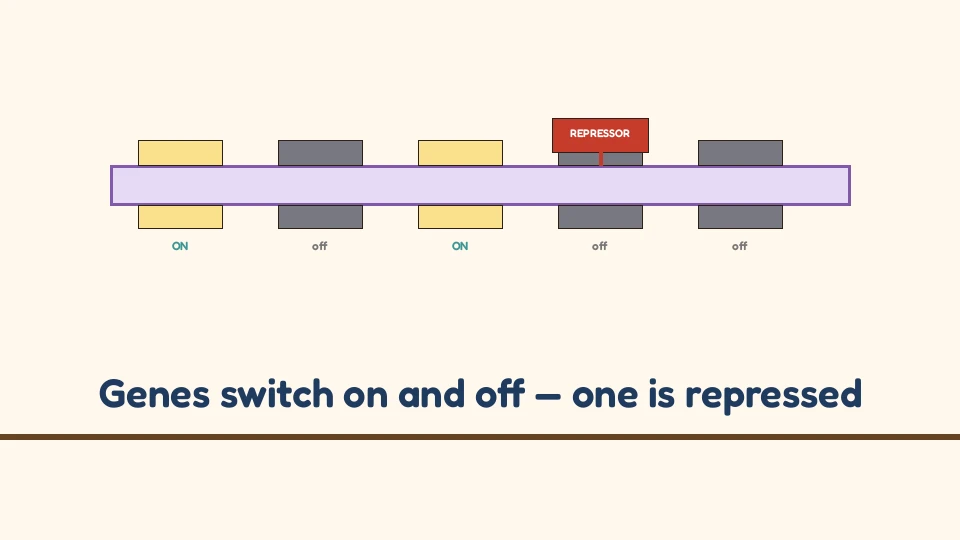 REPRESSOR
ON off ON off off
Genes switch on and off — one is repressed